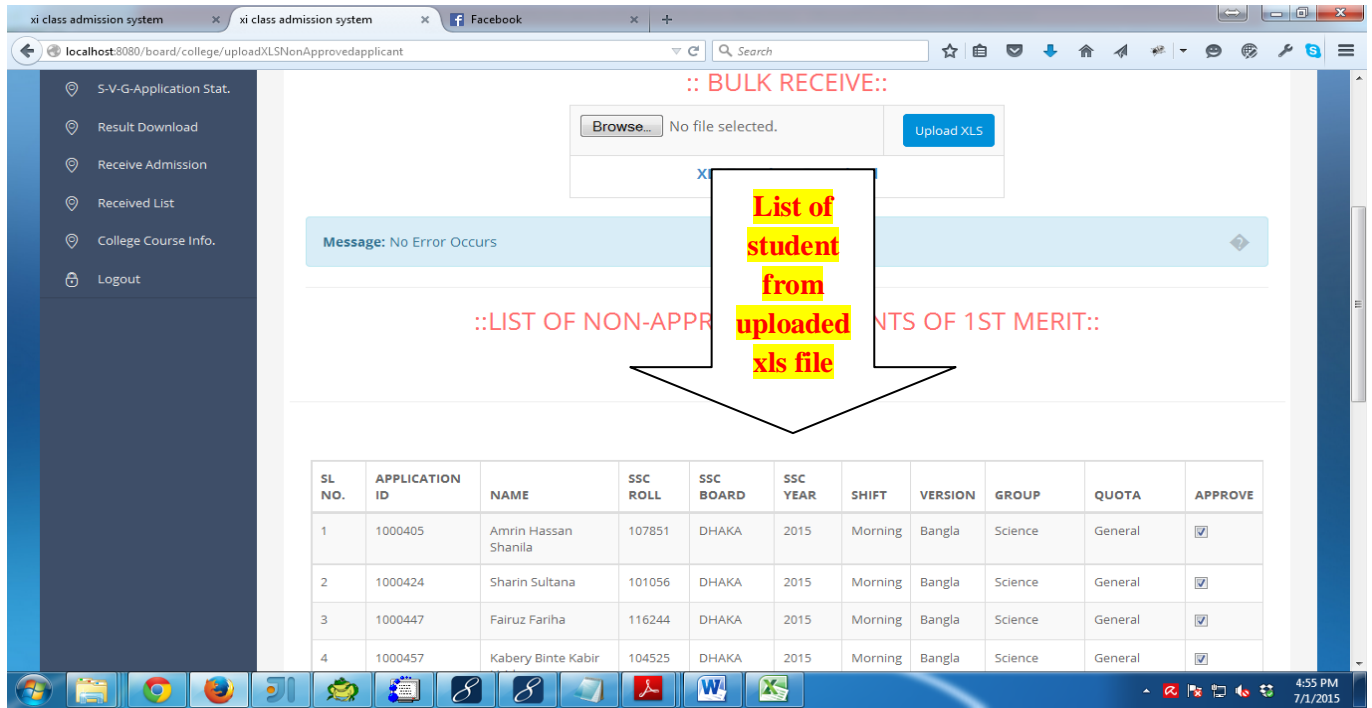 xi class admission system
xi class admission system
Facebook
localhost:8080/board/college/uploadXLSNonApprovedapplicant
Search
S-V-G-Application Stat.
Result Download
Receive Admission
Received List
College Course Info.
Logout
:: BULK RECEIVE::
Browse... No file selected.
Upload XLS
Message: No Error Occurs
List of
student
from
uploaded
xls file
::LIST OF OF 1ST MERIT::
SL NO. APPLICATION ID NAME SSC ROLL SSC BOARD SSC YEAR SHIFT VERSION GROUP QUOTA APPROVE
1 1000405 Amrin Hassan Shanila 107851 DHAKA 2015 Morning Bangla Science General
2 1000424 Sharin Sultana 101056 DHAKA 2015 Morning Bangla Science General
3 1000447 Fairuz Fariha 116244 DHAKA 2015 Morning Bangla Science General
4 1000457 Kabery Binte Kabir 104525 DHAKA 2015 Morning Bangla Science General
4:55 PM
7/1/2015